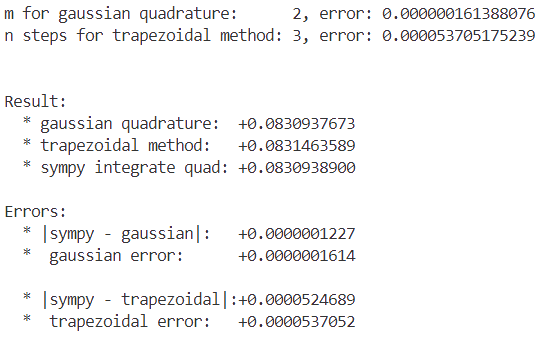 m for gaussian quadrature:      2, error: 0.000000161388076
n steps for trapezoidal method: 3, error: 0.000053705175239
Result:
  * gaussian quadrature:  +0.0830937673
  * trapezoidal method:   +0.0831463589
  * sympy integrate quad: +0.0830938900
Errors:
  * |sympy - gaussian|:   +0.0000001227
  *  gaussian error:      +0.0000001614
  * |sympy - trapezoidal|:+0.0000524689
  *  trapezoidal error:   +0.0000537052